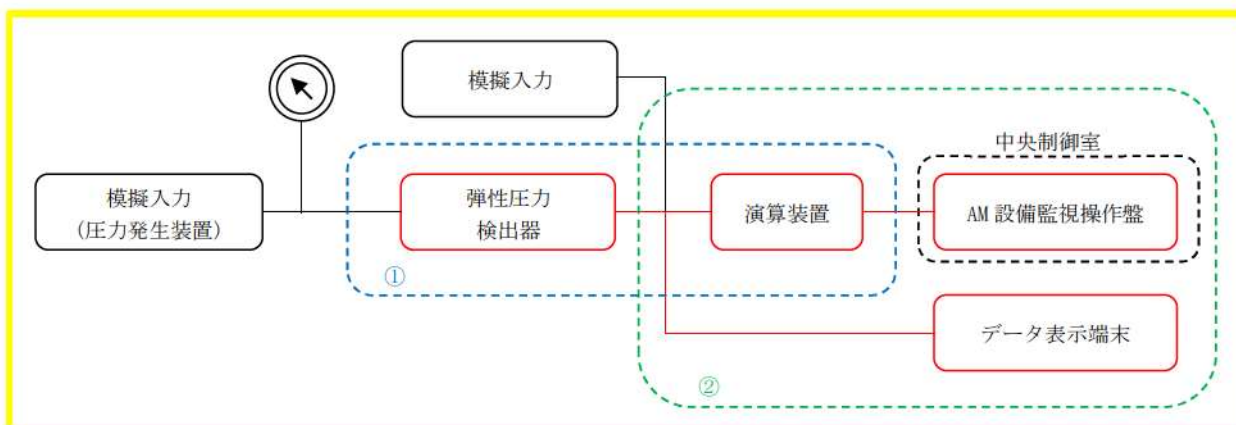 模擬入力
中央制御室
模擬入力
(圧力発生装置)
弾性圧力
検出器
演算装置
AM 設備監視操作盤
①
データ表示端末
②